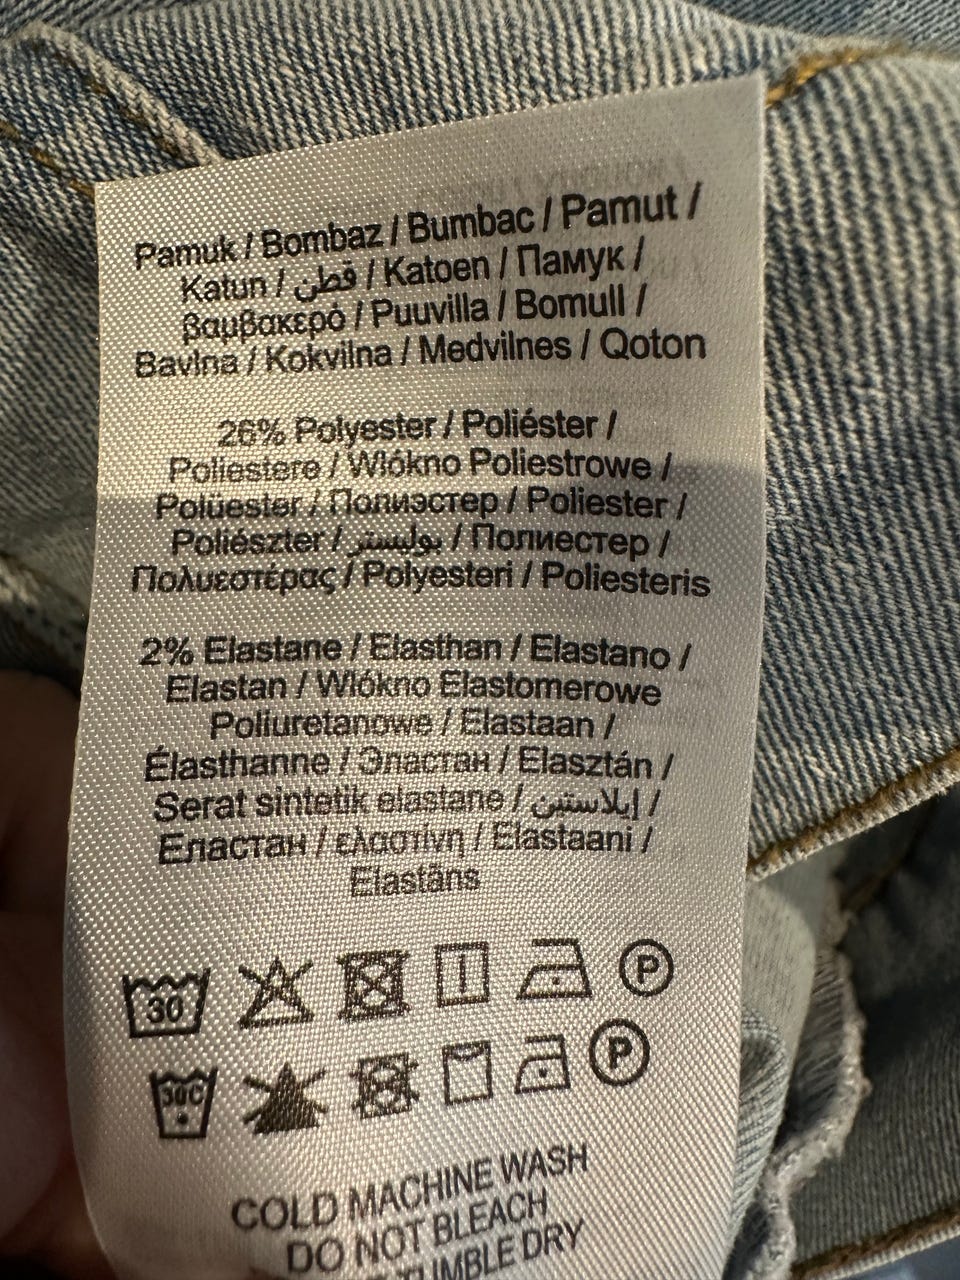 Pamuk / Bombaz / Bumbac / Pamut /
Katun / قطن / Katoen / Памук /
βαμβακερό / Puuvilla / Bomull /
Bavlna / Kokvilna / Medvilnes / Qoton
26% Polyester / Poliéster /
Poliestere / Wlókno Poliestrowe /
Polüester / Полиэстер / Poliester /
Poliészter / بوليستر / Полиестер /
Πολυεστέρας / Polyesteri / Poliesteris
2% Elastane / Elasthan / Elastano /
Elastan / Wlókno Elastomerowe
Poliuretanowe / Elastaan /
Élasthanne / Эластан / Elasztán /
Serat sintetik elastane / إيلاستين /
Еластан / ελαστίνη / Elastaani /
Elastāns
30 P
30C P
COLD MACHINE WASH
DO NOT BLEACH
TUMBLE DRY